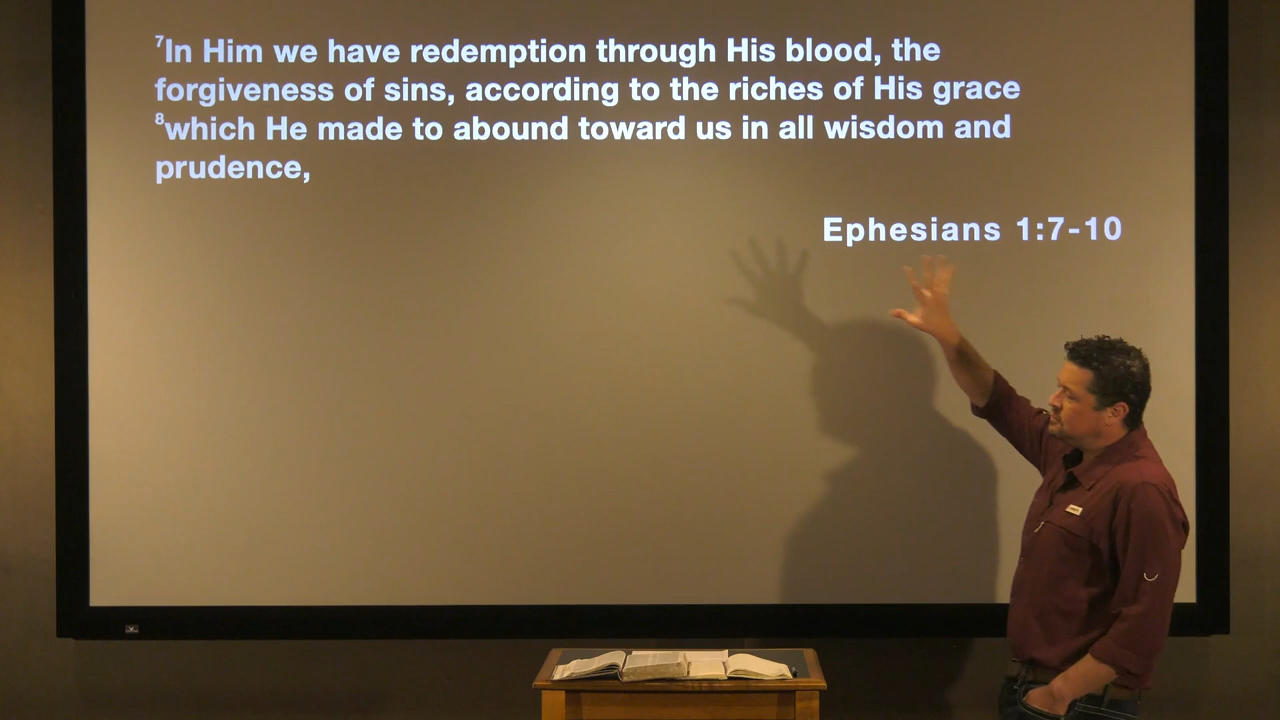 ⁷In Him we have redemption through His blood, the
forgiveness of sins, according to the riches of His grace
⁸which He made to abound toward us in all wisdom and
prudence,
Ephesians 1:7-10